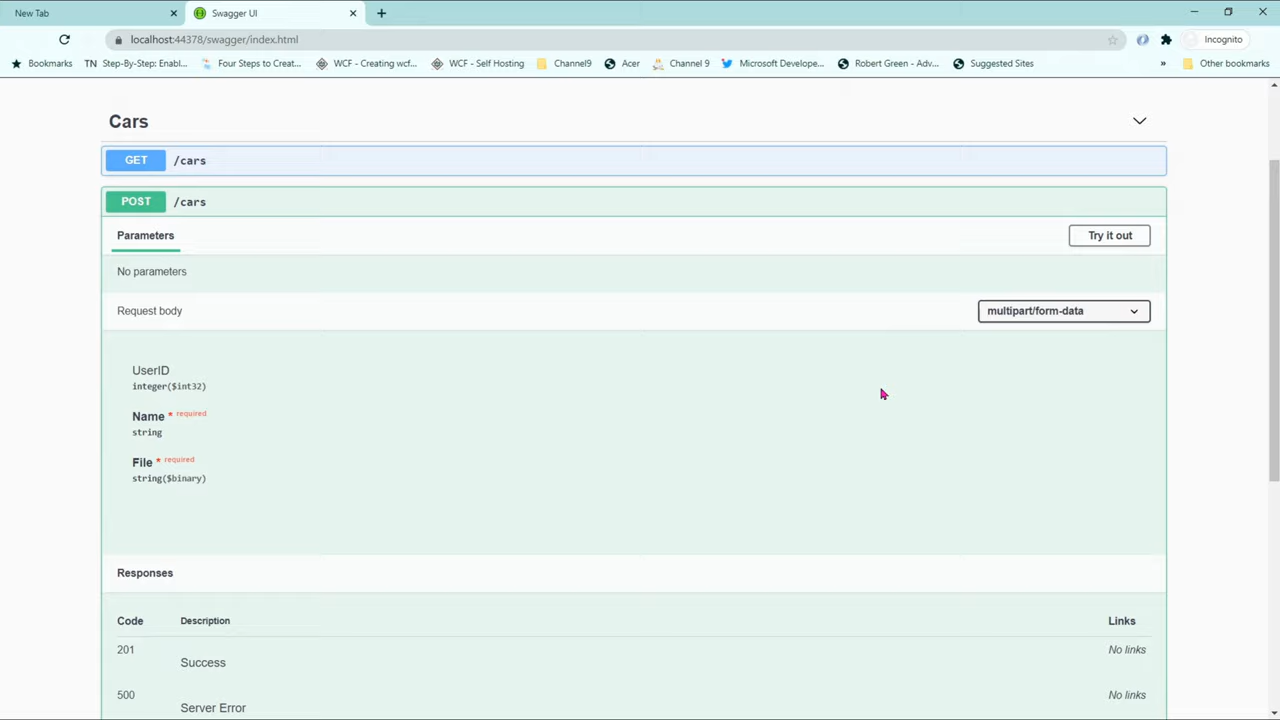 New Tab
Swagger UI
localhost:44378/swagger/index.html
Incognito
Bookmarks TN Step-By-Step: Enabl... Four Steps to Creat... WCF - Creating wcf... WCF - Self Hosting Channel9 Acer Channel 9 Microsoft Develope... Robert Green - Adv... Suggested Sites » Other bookmarks
Cars
GET /cars
POST /cars
Parameters
Try it out
No parameters
Request body
multipart/form-data
UserID
integer($int32)
Name * required
string
File * required
string($binary)
Responses
Code Description Links
201 No links
Success
500 No links
Server Error